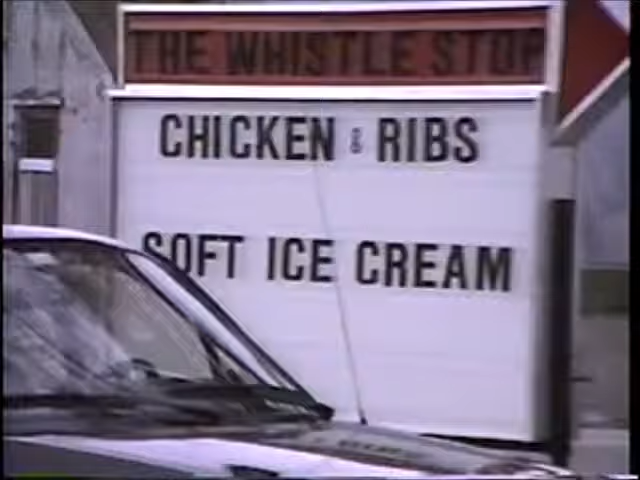 THE WHISTLE STOP
CHICKEN & RIBS
SOFT ICE CREAM